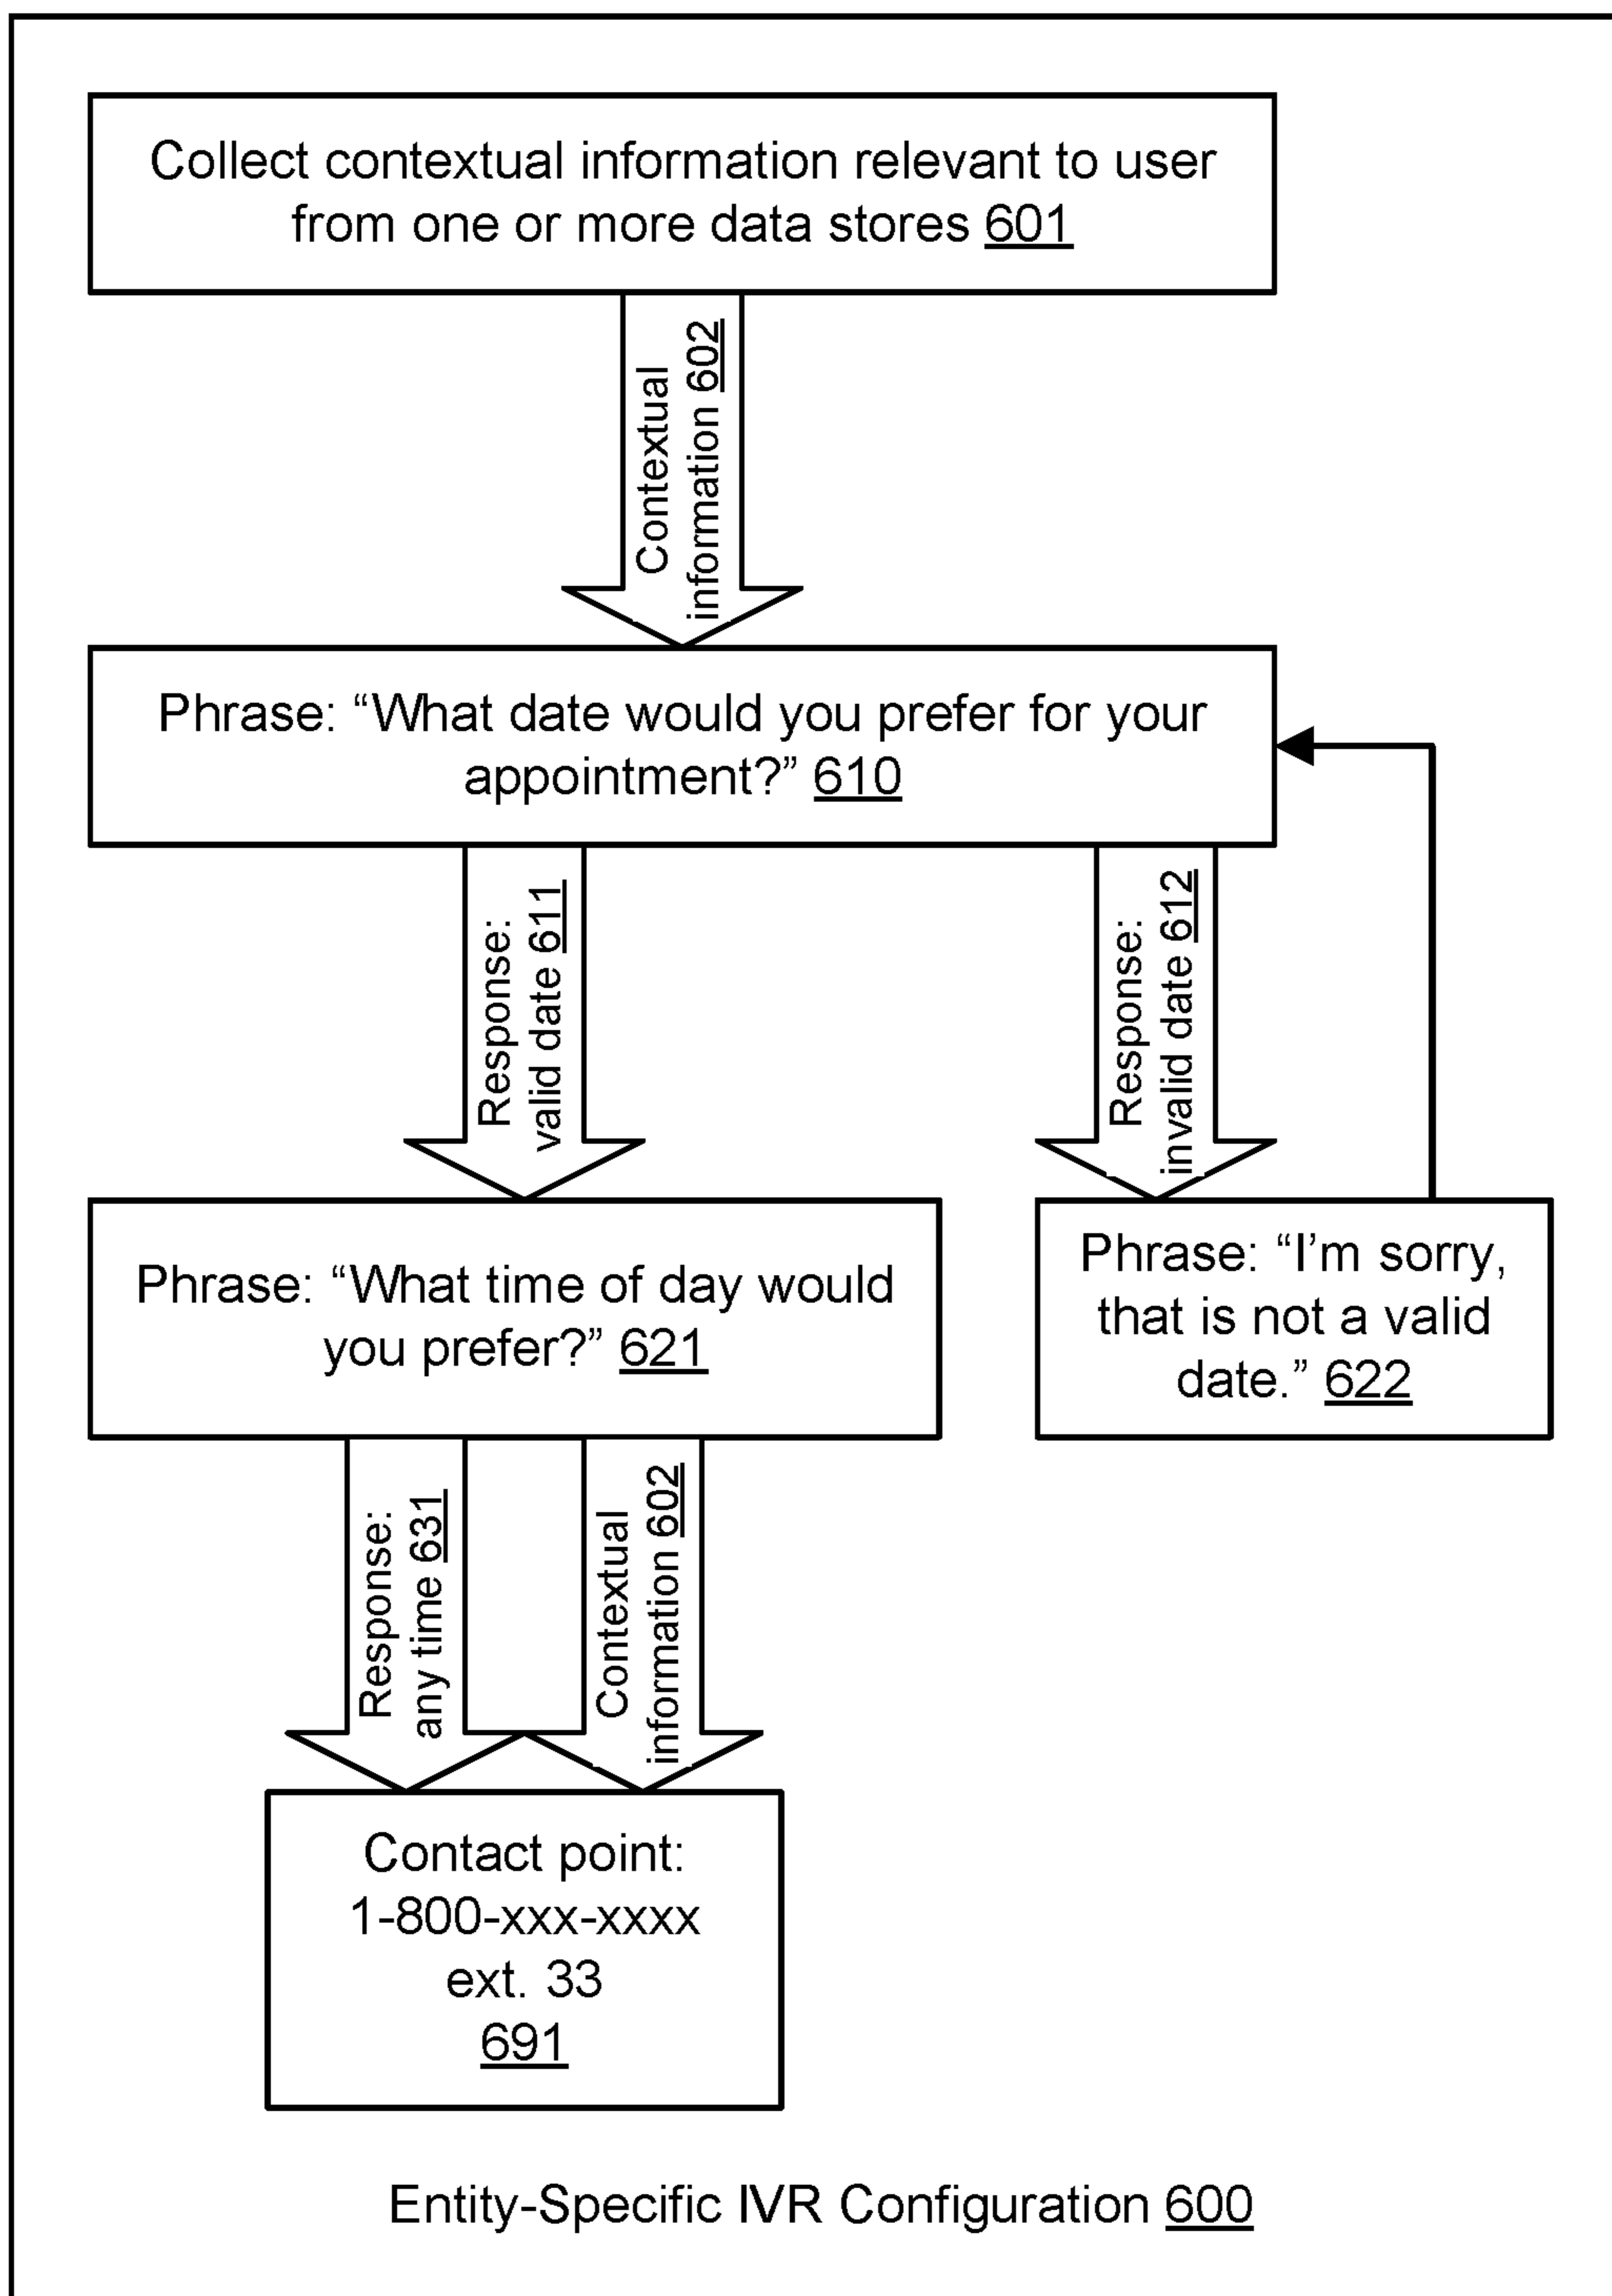 Collect contextual information relevant to user
from one or more data stores 601
Contextual
information 602
Phrase: “What date would you prefer for your
appointment?” 610
Response:
valid date 611
Response:
invalid date 612
Phrase: “What time of day would
you prefer?” 621
Phrase: “I’m sorry,
that is not a valid
date.” 622
Response:
any time 631
Contextual
information 602
Contact point:
1-800-xxx-xxxx
ext. 33
691
Entity-Specific IVR Configuration 600